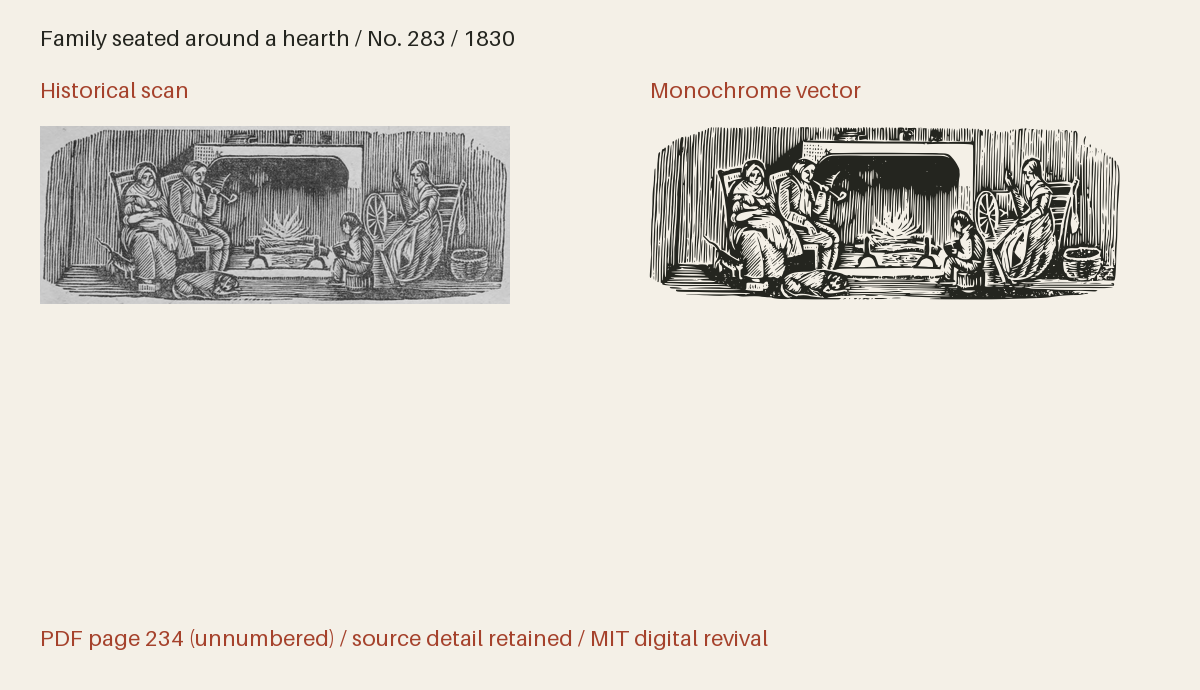 Family seated around a hearth / No. 283 / 1830
Historical scan
Monochrome vector
PDF page 234 (unnumbered) / source detail retained / MIT digital revival